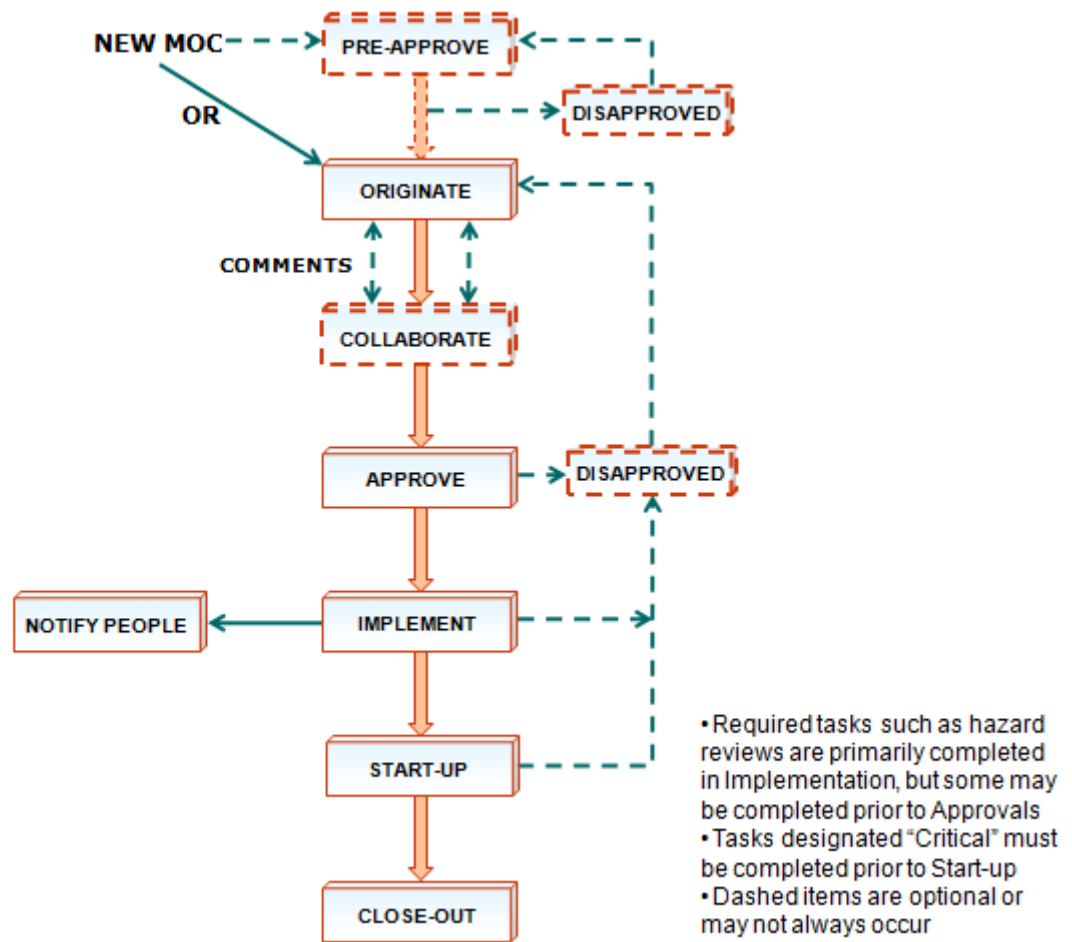 NEW MOC
PRE-APPROVE
DISAPPROVED
OR
ORIGINATE
COMMENTS
COLLABORATE
APPROVE
DISAPPROVED
NOTIFY PEOPLE
IMPLEMENT
START-UP
CLOSE-OUT
• Required tasks such as hazard
reviews are primarily completed
in Implementation, but some may
be completed prior to Approvals
• Tasks designated “Critical” must
be completed prior to Start-up
• Dashed items are optional or
may not always occur